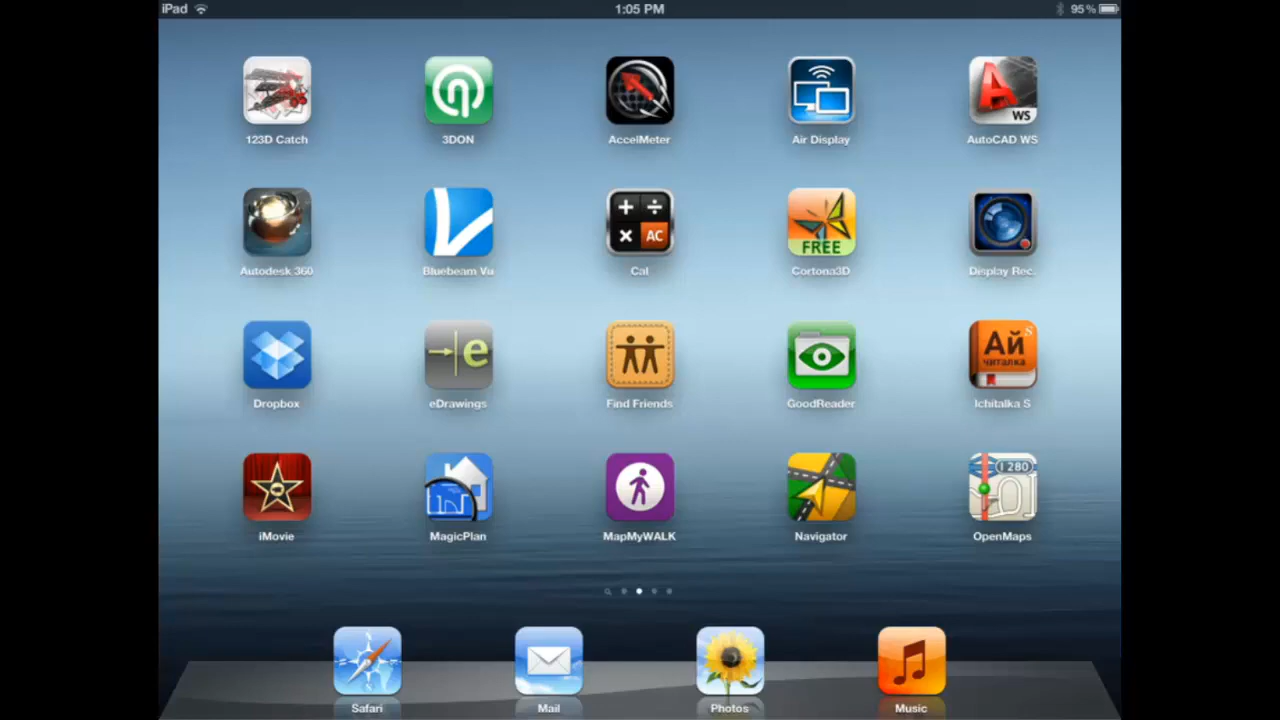 iPad 1:05 PM 95%
WS
123D Catch 3DON AccelMeter Air Display AutoCAD WS
+ ÷
× AC
FREE
Autodesk 360 Bluebeam Vu Cal Cortona3D Display Rec.
e
Ай S
читалка
Dropbox eDrawings Find Friends GoodReader Ichitalka S
I 280
iMovie MagicPlan MapMyWALK Navigator OpenMaps
Safari Mail Photos Music